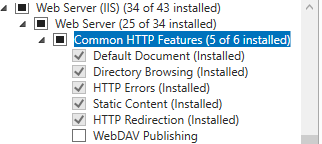 Web Server (IIS) (34 of 43 installed)
Web Server (25 of 34 installed)
Common HTTP Features (5 of 6 installed)
Default Document (Installed)
Directory Browsing (Installed)
HTTP Errors (Installed)
Static Content (Installed)
HTTP Redirection (Installed)
WebDAV Publishing